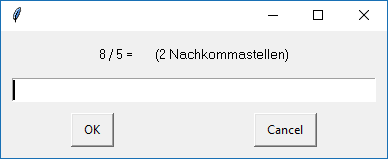 8 / 5 = (2 Nachkommastellen)
OK
Cancel